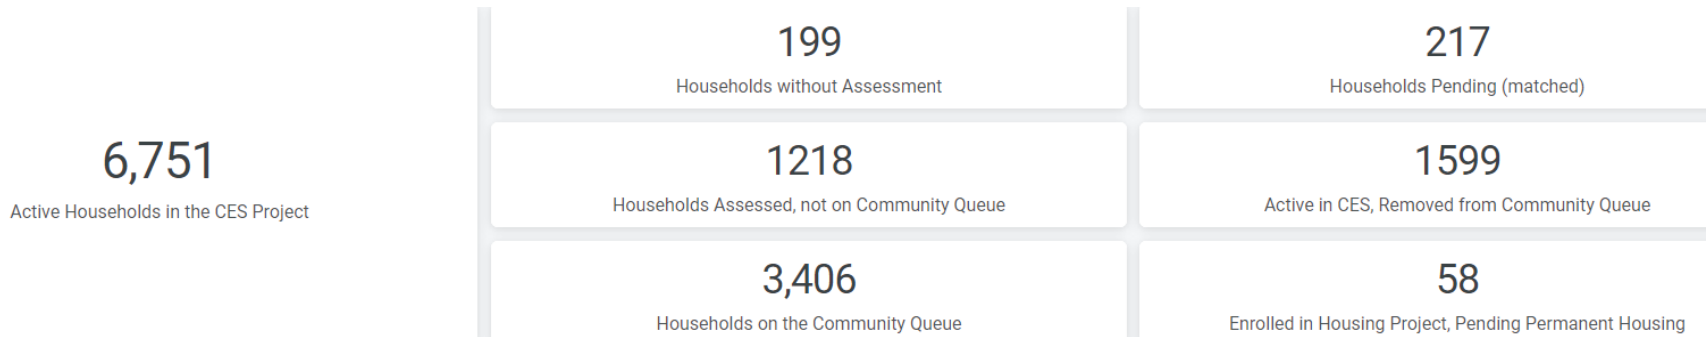 6,751
Active Households in the CES Project
199
Households without Assessment
217
Households Pending (matched)
1218
Households Assessed, not on Community Queue
1599
Active in CES, Removed from Community Queue
3,406
Households on the Community Queue
58
Enrolled in Housing Project, Pending Permanent Housing